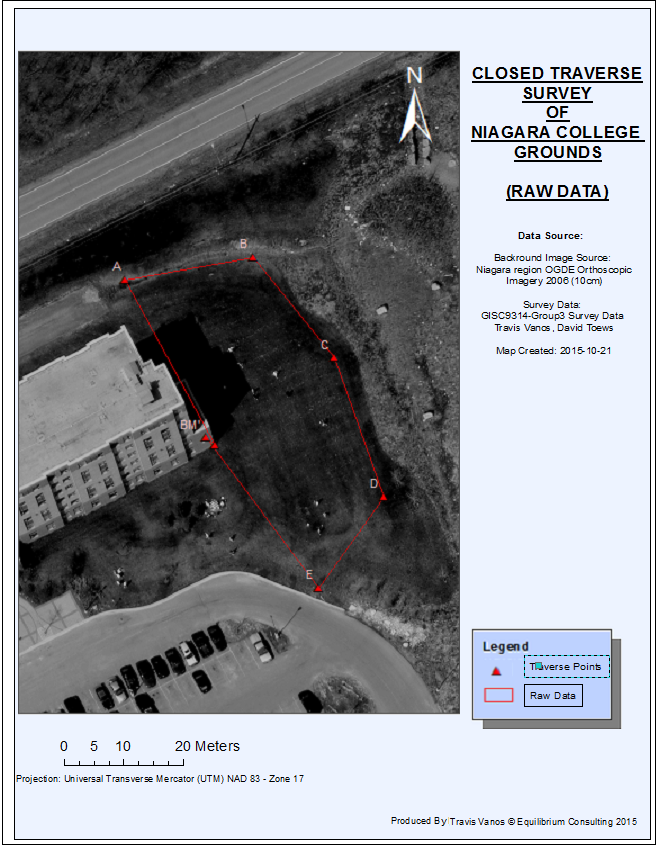 CLOSED TRAVERSE
SURVEY
OF
NIAGARA COLLEGE
GROUNDS
(RAW DATA)
Data Source:
Backround Image Source:
Niagara region OGDE Orthoscopic
Imagery 2006 (10cm)
Survey Data:
GISC9314-Group3 Survey Data
Travis Vanos, David Toews
Map Created: 2015-10-21
N
A
B
C
BM
D
E
Legend
Traverse Points
Raw Data
0 5 10 20 Meters
Projection: Universal Transverse Mercator (UTM) NAD 83 - Zone 17
Produced By Travis Vanos © Equilibrium Consulting 2015